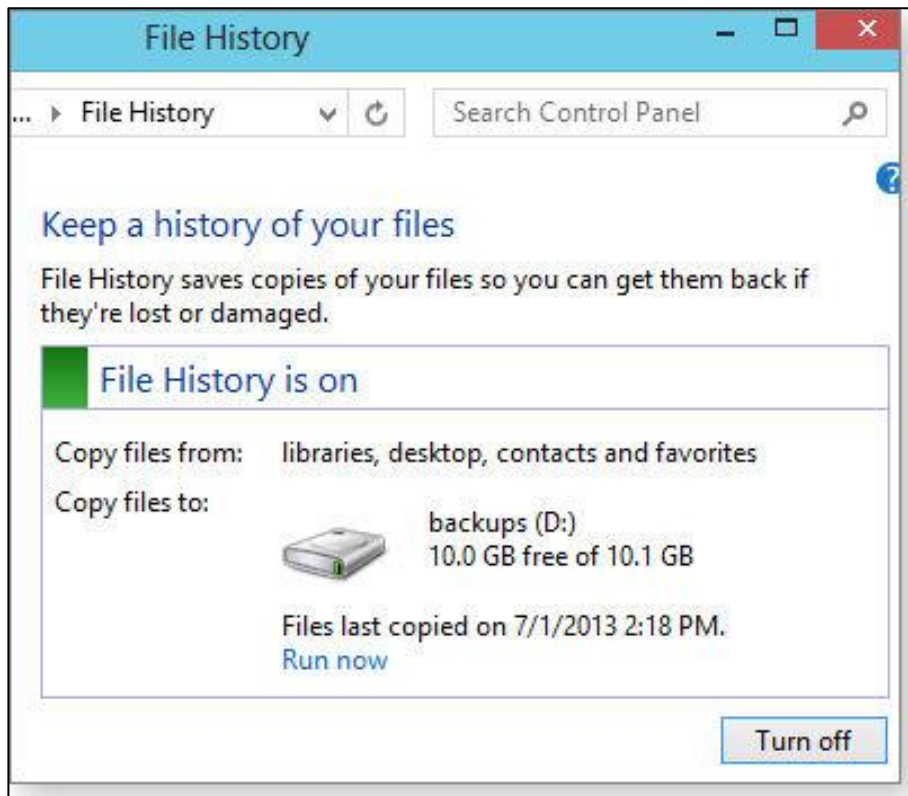 File History
... File History
Search Control Panel
?
Keep a history of your files
File History saves copies of your files so you can get them back if
they're lost or damaged.
File History is on
Copy files from: libraries, desktop, contacts and favorites
Copy files to:
backups (D:)
10.0 GB free of 10.1 GB
Files last copied on 7/1/2013 2:18 PM.
Run now
Turn off